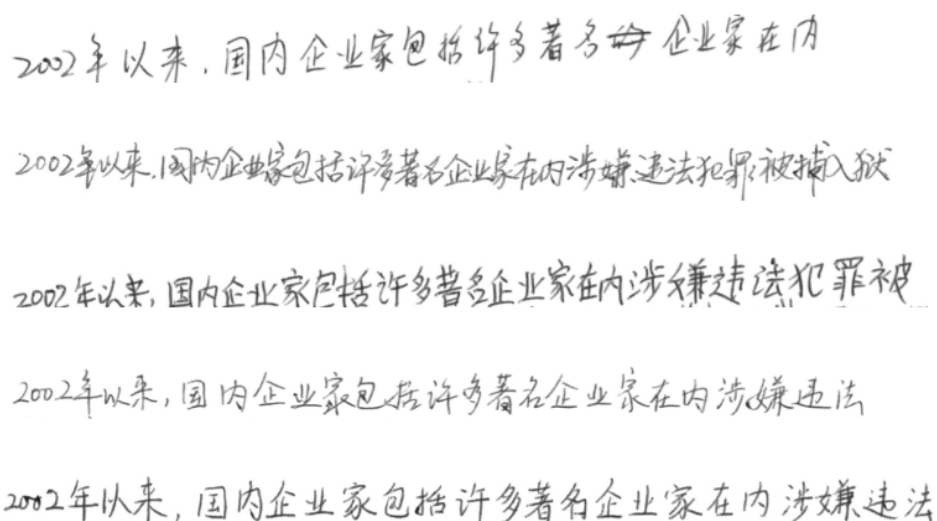 2002年以来,国内企业家包括许多著名企业家在内
2002年以来,国内企业家包括许多著名企业家在内涉嫌违法犯罪被捕入狱
2002年以来,国内企业家包括许多著名企业家在内涉嫌违法犯罪被
2002年以来,国内企业家包括许多著名企业家在内涉嫌违法
2002年以来,国内企业家包括许多著名企业家在内涉嫌违法